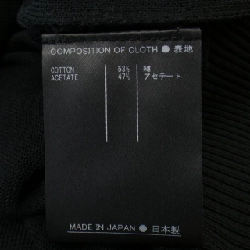 COMPOSITION OF CLOTH ● 表地
COTTON 53% 綿
ACETATE 47% アセテート
MADE IN JAPAN ● 日本製